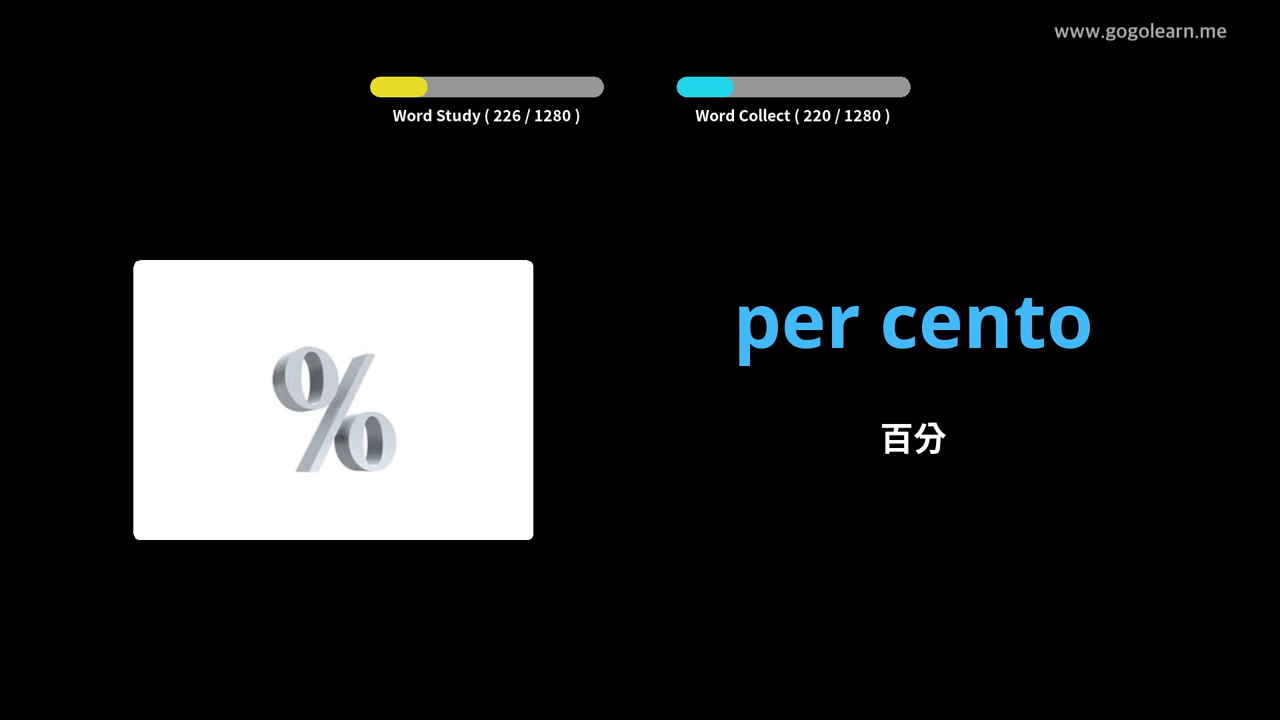 www.gogolearn.me
Word Study ( 226 / 1280 )
Word Collect ( 220 / 1280 )
%
per cento
百分